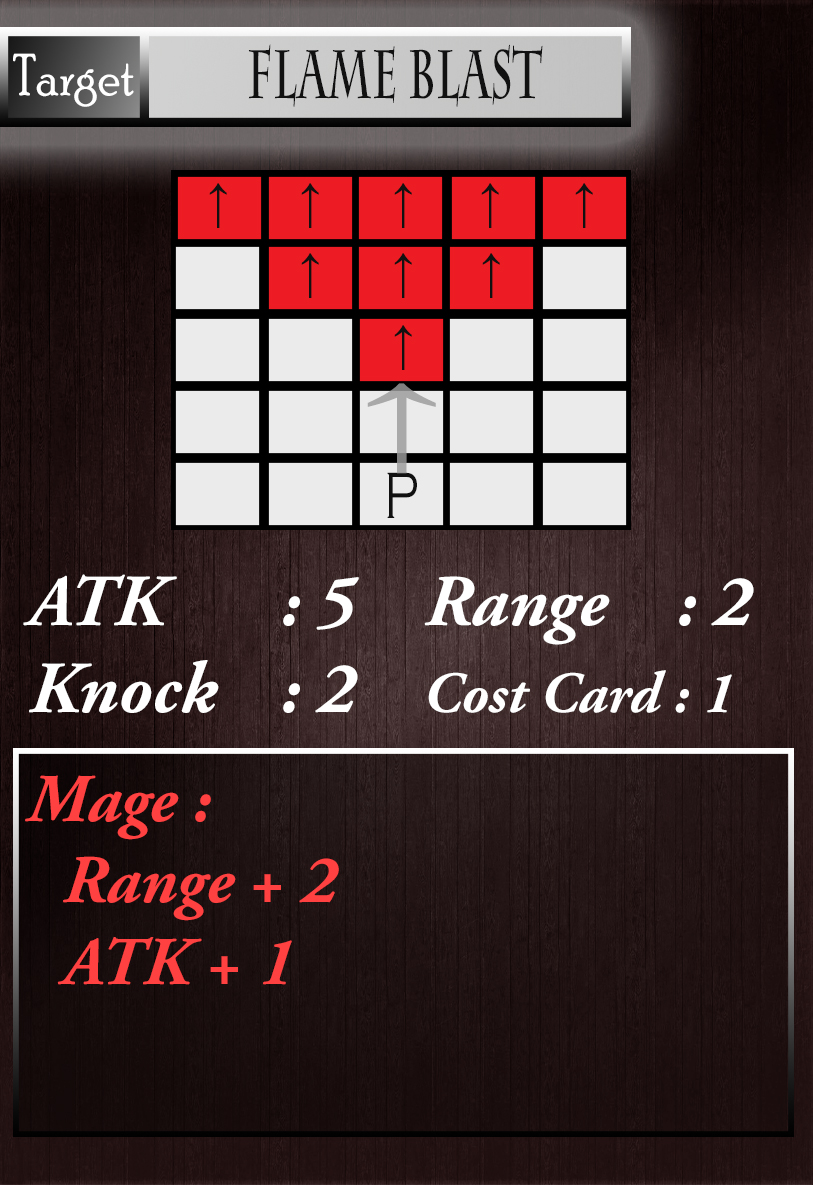 Target FLAME BLAST
↑ ↑ ↑ ↑ ↑
↑ ↑ ↑
↑
P
ATK : 5 Range : 2
Knock : 2 Cost Card : 1
Mage :
Range + 2
ATK + 1